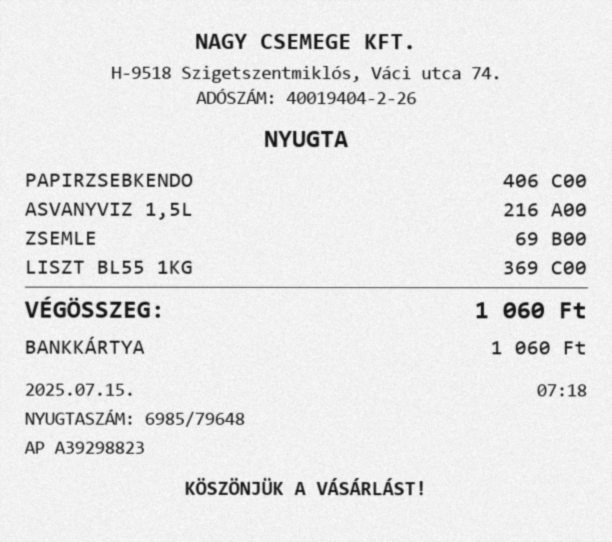 NAGY CSEMEGE KFT.
H-9518 Szigetszentmiklós, Váci utca 74.
ADÓSZÁM: 40019404-2-26
NYUGTA
PAPIRZSEBKENDO 406 C00
ASVANYVIZ 1,5L 216 A00
ZSEMLE 69 B00
LISZT BL55 1KG 369 C00
VÉGÖSSZEG: 1 060 Ft
BANKKÁRTYA 1 060 Ft
2025.07.15. 07:18
NYUGTASZÁM: 6985/79648
AP A39298823
KÖSZÖNJÜK A VÁSÁRLÁST!